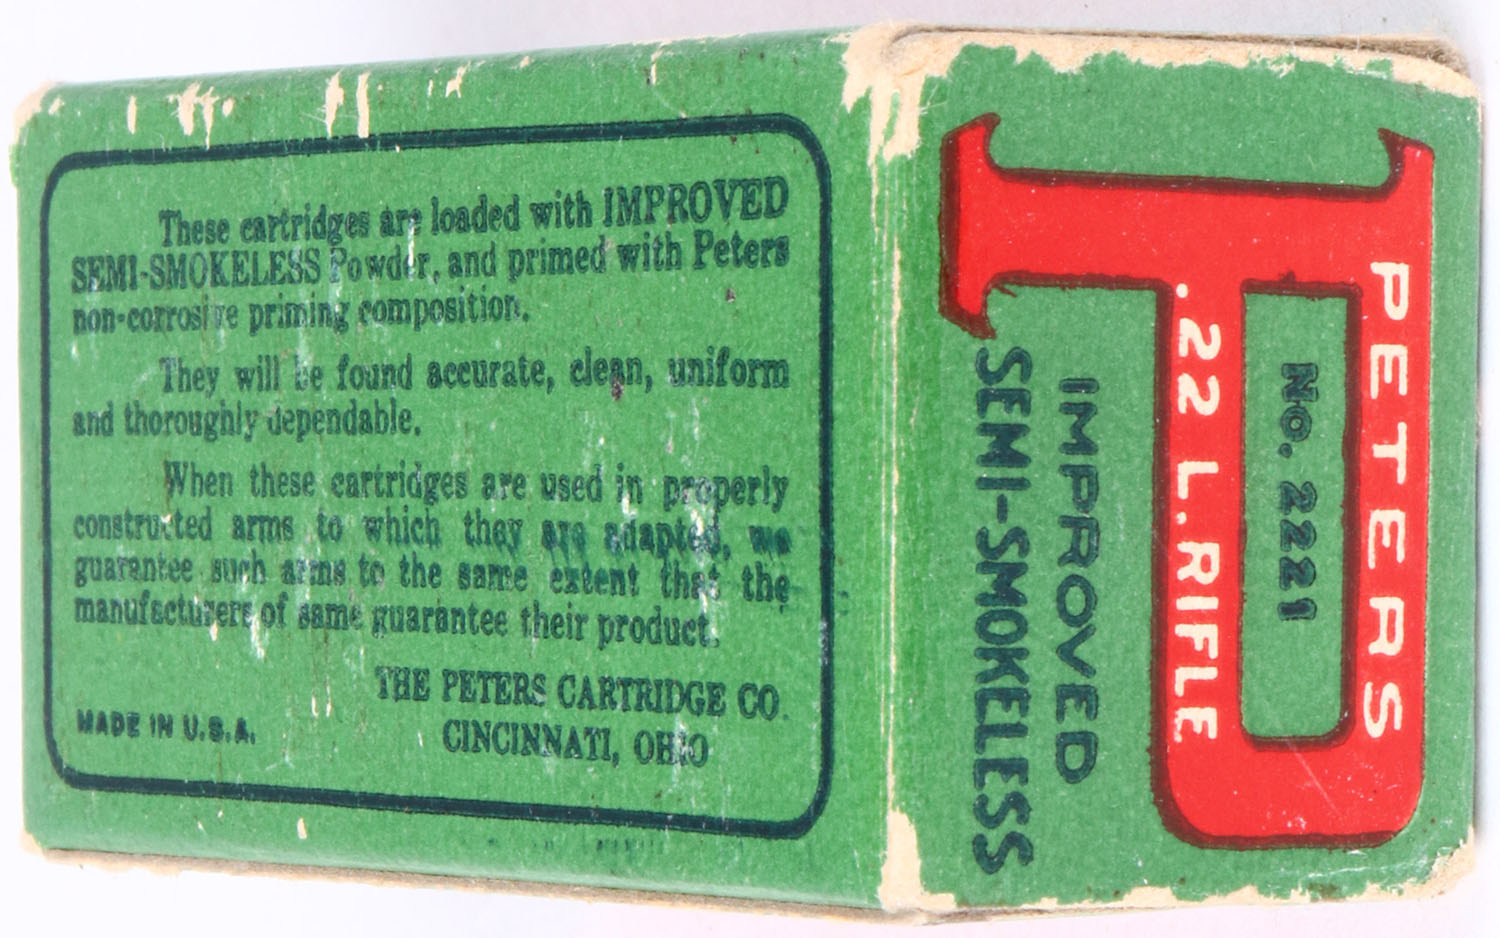 These cartridges are loaded with IMPROVED
SEMI-SMOKELESS Powder, and primed with Peters
non-corrosive priming composition.
They will be found accurate, clean, uniform
and thoroughly dependable.
When these cartridges are used in properly
constructed arms to which they are adapted, we
guarantee such arms to the same extent that the
manufacturers of same guarantee their product.
THE PETERS CARTRIDGE CO.
CINCINNATI, OHIO
MADE IN U.S.A.
PETERS
No. 2221
.22 L.RIFLE
IMPROVED
SEMI-SMOKELESS